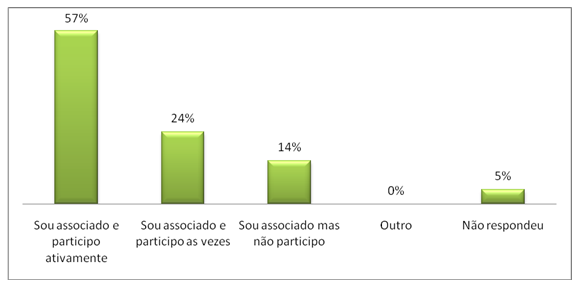 57%
24%
14%
0%
5%
Sou associado e
participo
ativamente
Sou associado e
participo as vezes
Sou associado mas
não participo
Outro
Não respondeu